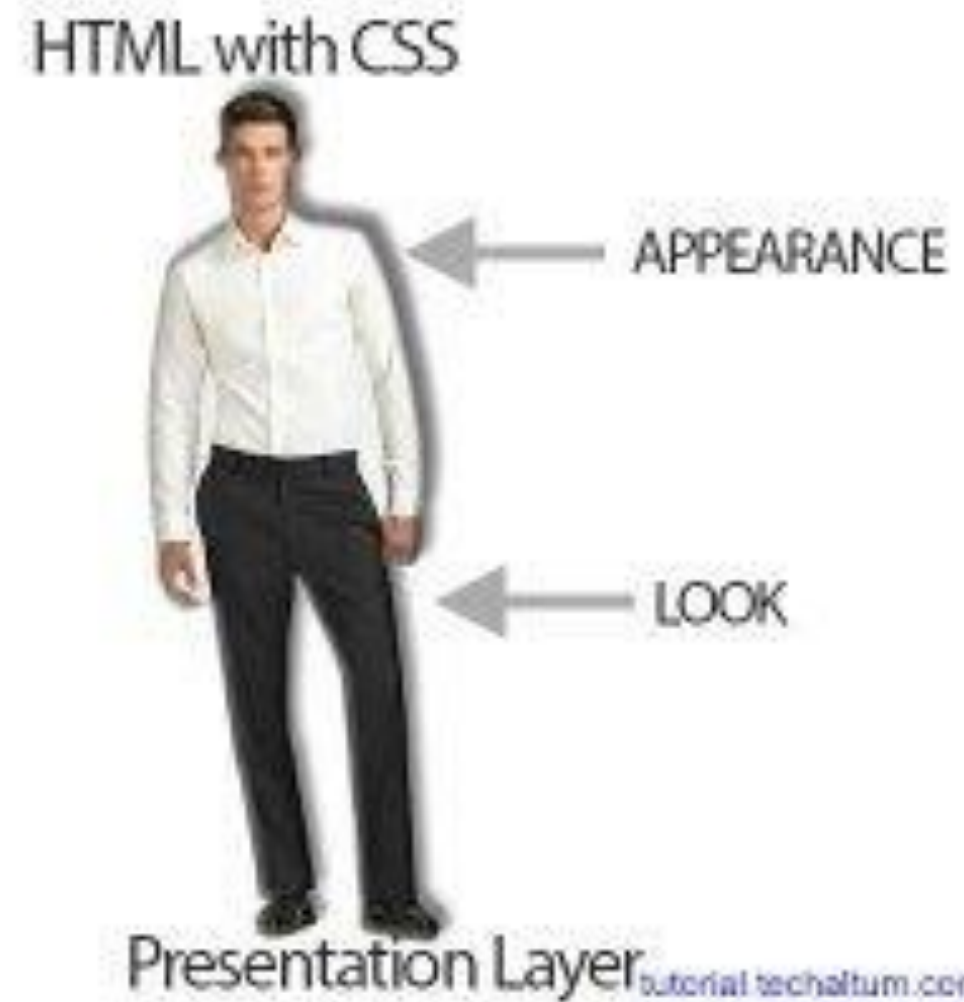 HTML with CSS
APPEARANCE
LOOK
Presentation Layer
tutorial.techaltum.com